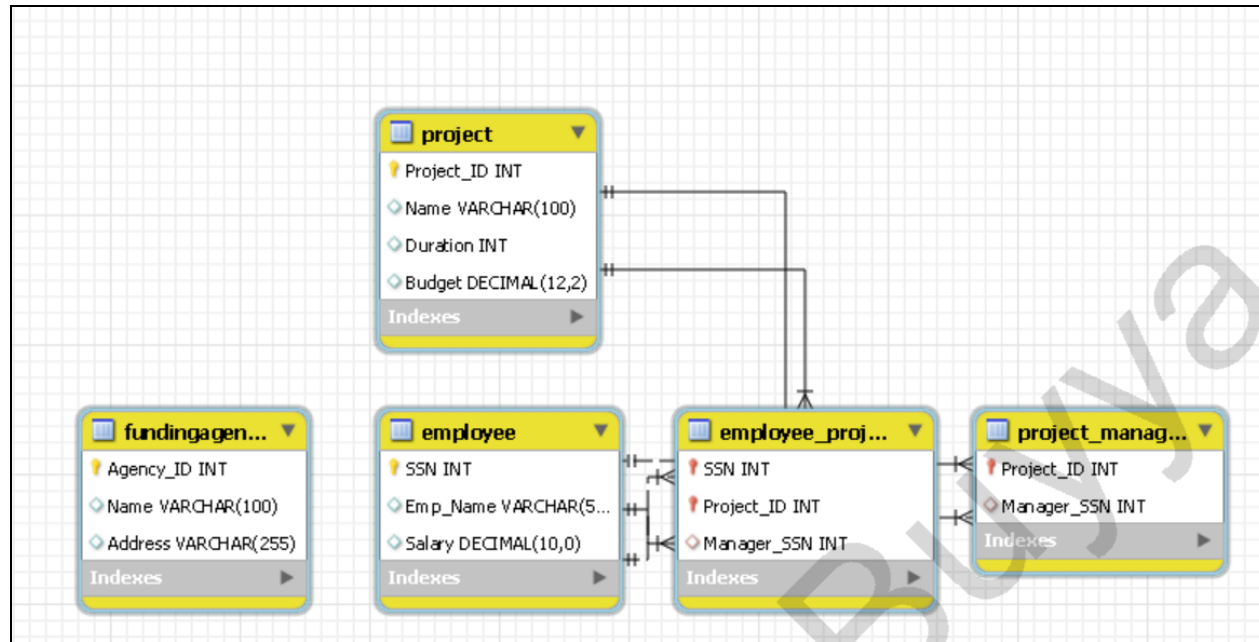 project
Project_ID INT
Name VARCHAR(100)
Duration INT
Budget DECIMAL(12,2)
Indexes
fundingagen...
Agency_ID INT
Name VARCHAR(100)
Address VARCHAR(255)
Indexes
employee
SSN INT
Emp_Name VARCHAR(5...
Salary DECIMAL(10,0)
Indexes
employee_proj...
SSN INT
Project_ID INT
Manager_SSN INT
Indexes
project_manag...
Project_ID INT
Manager_SSN INT
Indexes
Buyya